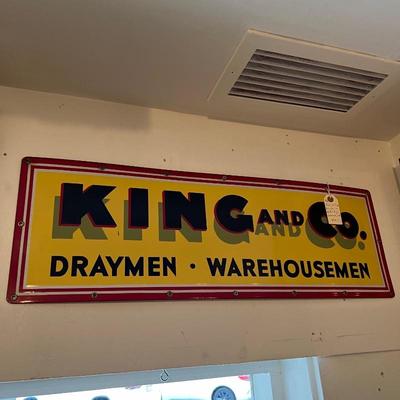 KING AND CO.
DRAYMEN · WAREHOUSEMEN